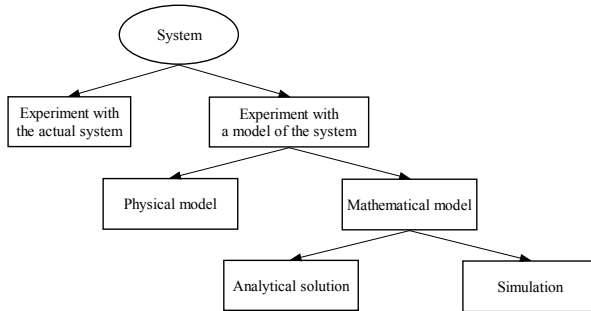 System
Experiment with
the actual system
Experiment with
a model of the system
Physical model
Mathematical model
Analytical solution
Simulation